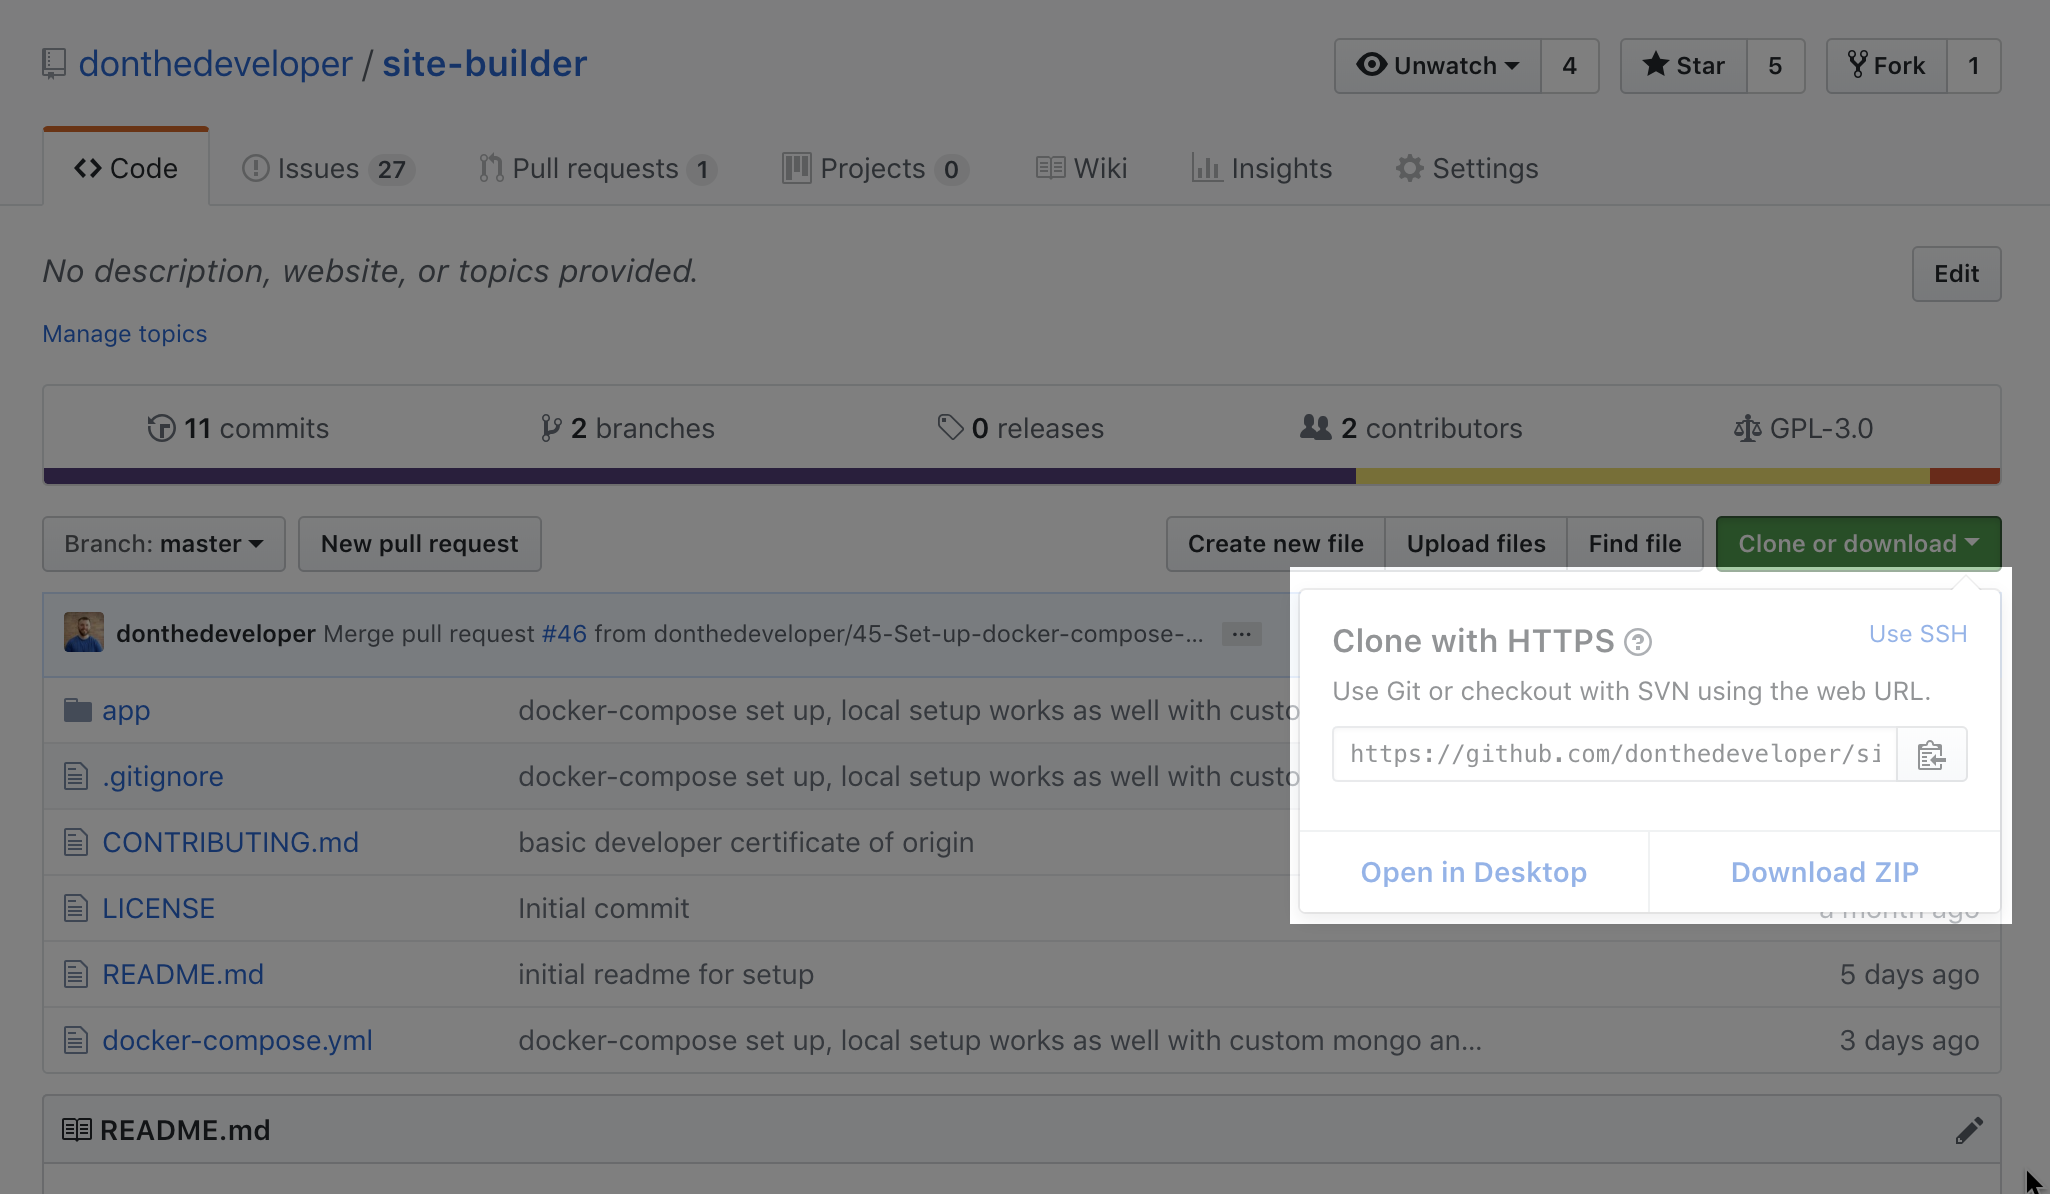 donthedeveloper / site-builder
Unwatch 4 Star 5 Fork 1
Code Issues 27 Pull requests 1 Projects 0 Wiki Insights Settings
No description, website, or topics provided.
Edit
Manage topics
11 commits 2 branches 0 releases 2 contributors GPL-3.0
Branch: master New pull request Create new file Upload files Find file Clone or download
donthedeveloper Merge pull request #46 from donthedeveloper/45-Set-up-docker-compose-... ...
Clone with HTTPS ? Use SSH
Use Git or checkout with SVN using the web URL.
https://github.com/donthedeveloper/si
Open in Desktop Download ZIP
app docker-compose set up, local setup works as well with custo
.gitignore docker-compose set up, local setup works as well with custo
CONTRIBUTING.md basic developer certificate of origin
LICENSE Initial commit a month ago
README.md initial readme for setup 5 days ago
docker-compose.yml docker-compose set up, local setup works as well with custom mongo an... 3 days ago
README.md